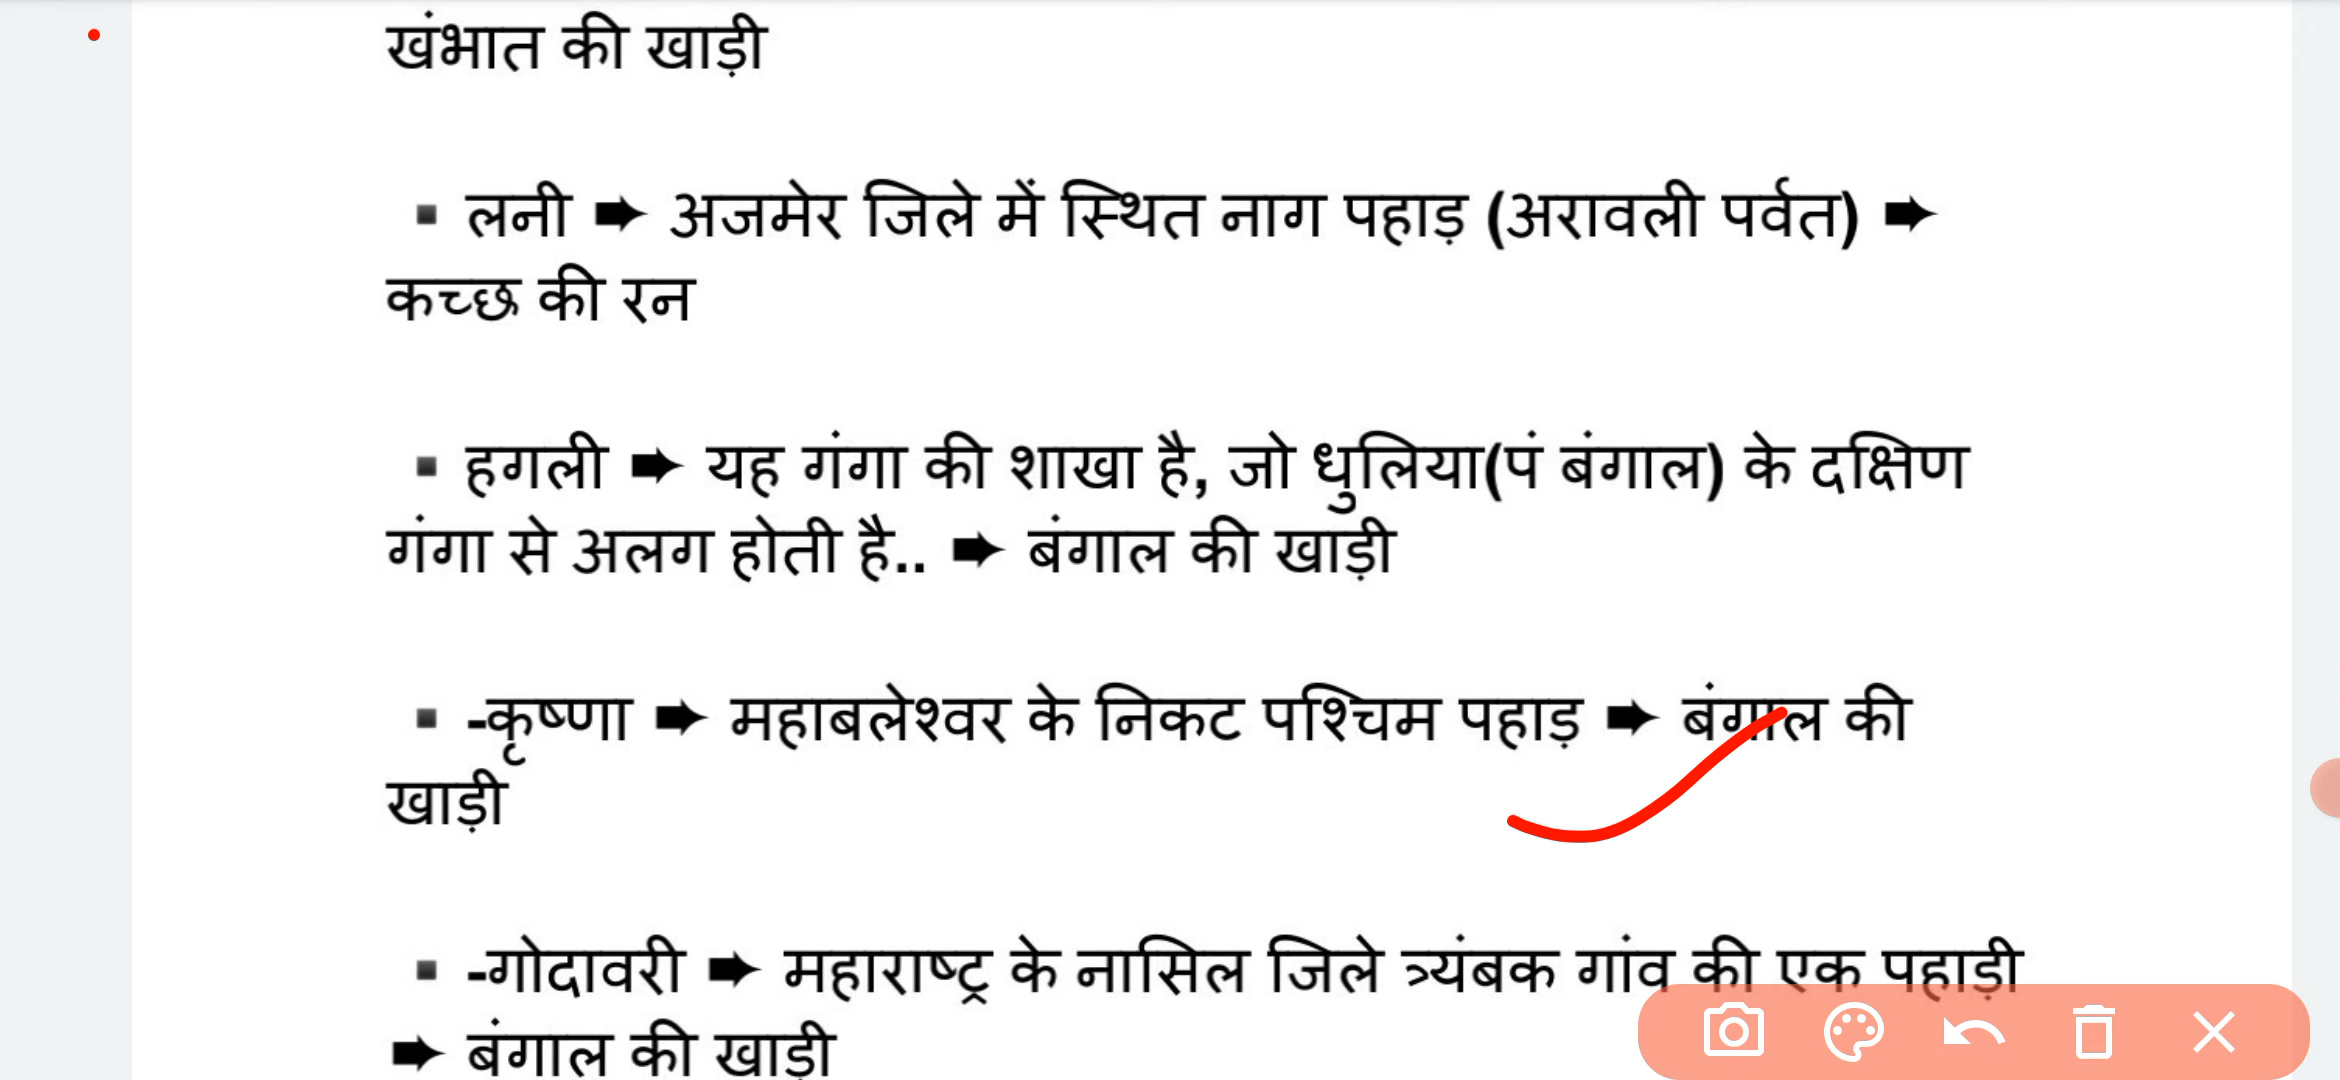 खंभात की खाड़ी
▪ लनी ➨ अजमेर जिले में स्थित नाग पहाड़ (अरावली पर्वत) ➨
कच्छ की रन
▪ हगली ➨ यह गंगा की शाखा है, जो धुलिया(पं बंगाल) के दक्षिण
गंगा से अलग होती है.. ➨ बंगाल की खाड़ी
▪ -कृष्णा ➨ महाबलेश्वर के निकट पश्चिम पहाड़ ➨ बंगाल की
खाड़ी
▪ -गोदावरी ➨ महाराष्ट्र के नासिल जिले त्र्यंबक गांव की एक पहाड़ी
➨ बंगाल की खाड़ी